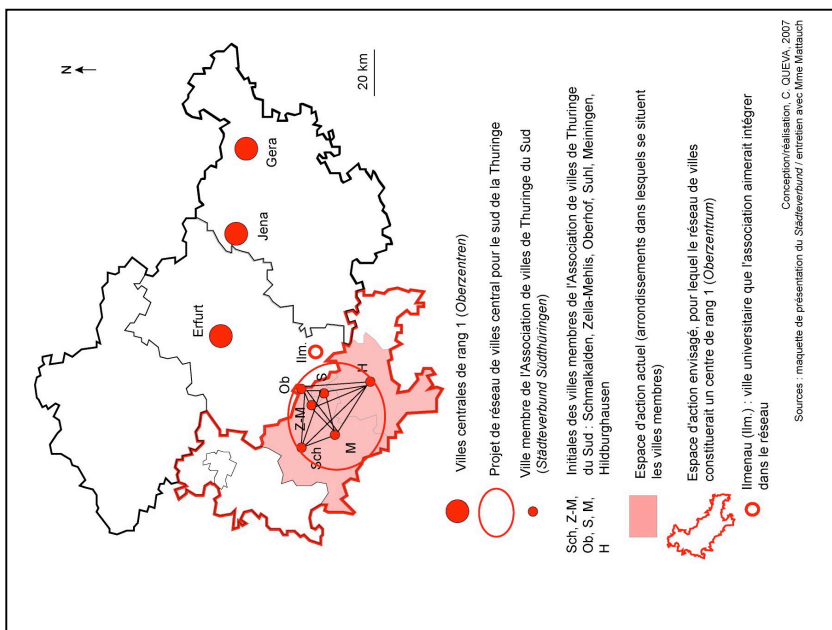 N
20 km
Erfurt
Jena
Gera
Ilm.
Ob
Z-M
S
Sch
M
H
Villes centrales de rang 1 (Oberzentren)
Projet de réseau de villes central pour le sud de la Thuringe
Ville membre de l'Association de villes de Thuringe du Sud
(Städteverbund Südthüringen)
Sch, Z-M,
Ob, S, M,
H
Initiales des villes membres de l'Association de villes de Thuringe
du Sud : Schmalkalden, Zella-Mehlis, Oberhof, Suhl, Meiningen,
Hildburghausen
Espace d'action actuel (arrondissements dans lesquels se situent
les villes membres)
Espace d'action envisagé, pour lequel le réseau de villes
constituerait un centre de rang 1 (Oberzentrum)
Ilmenau (Ilm.) : ville universitaire que l'association aimerait intégrer
dans le réseau
Conception/réalisation, C. QUEVA, 2007
Sources : maquette de présentation du Städteverbund / entretien avec Mme Mattauch